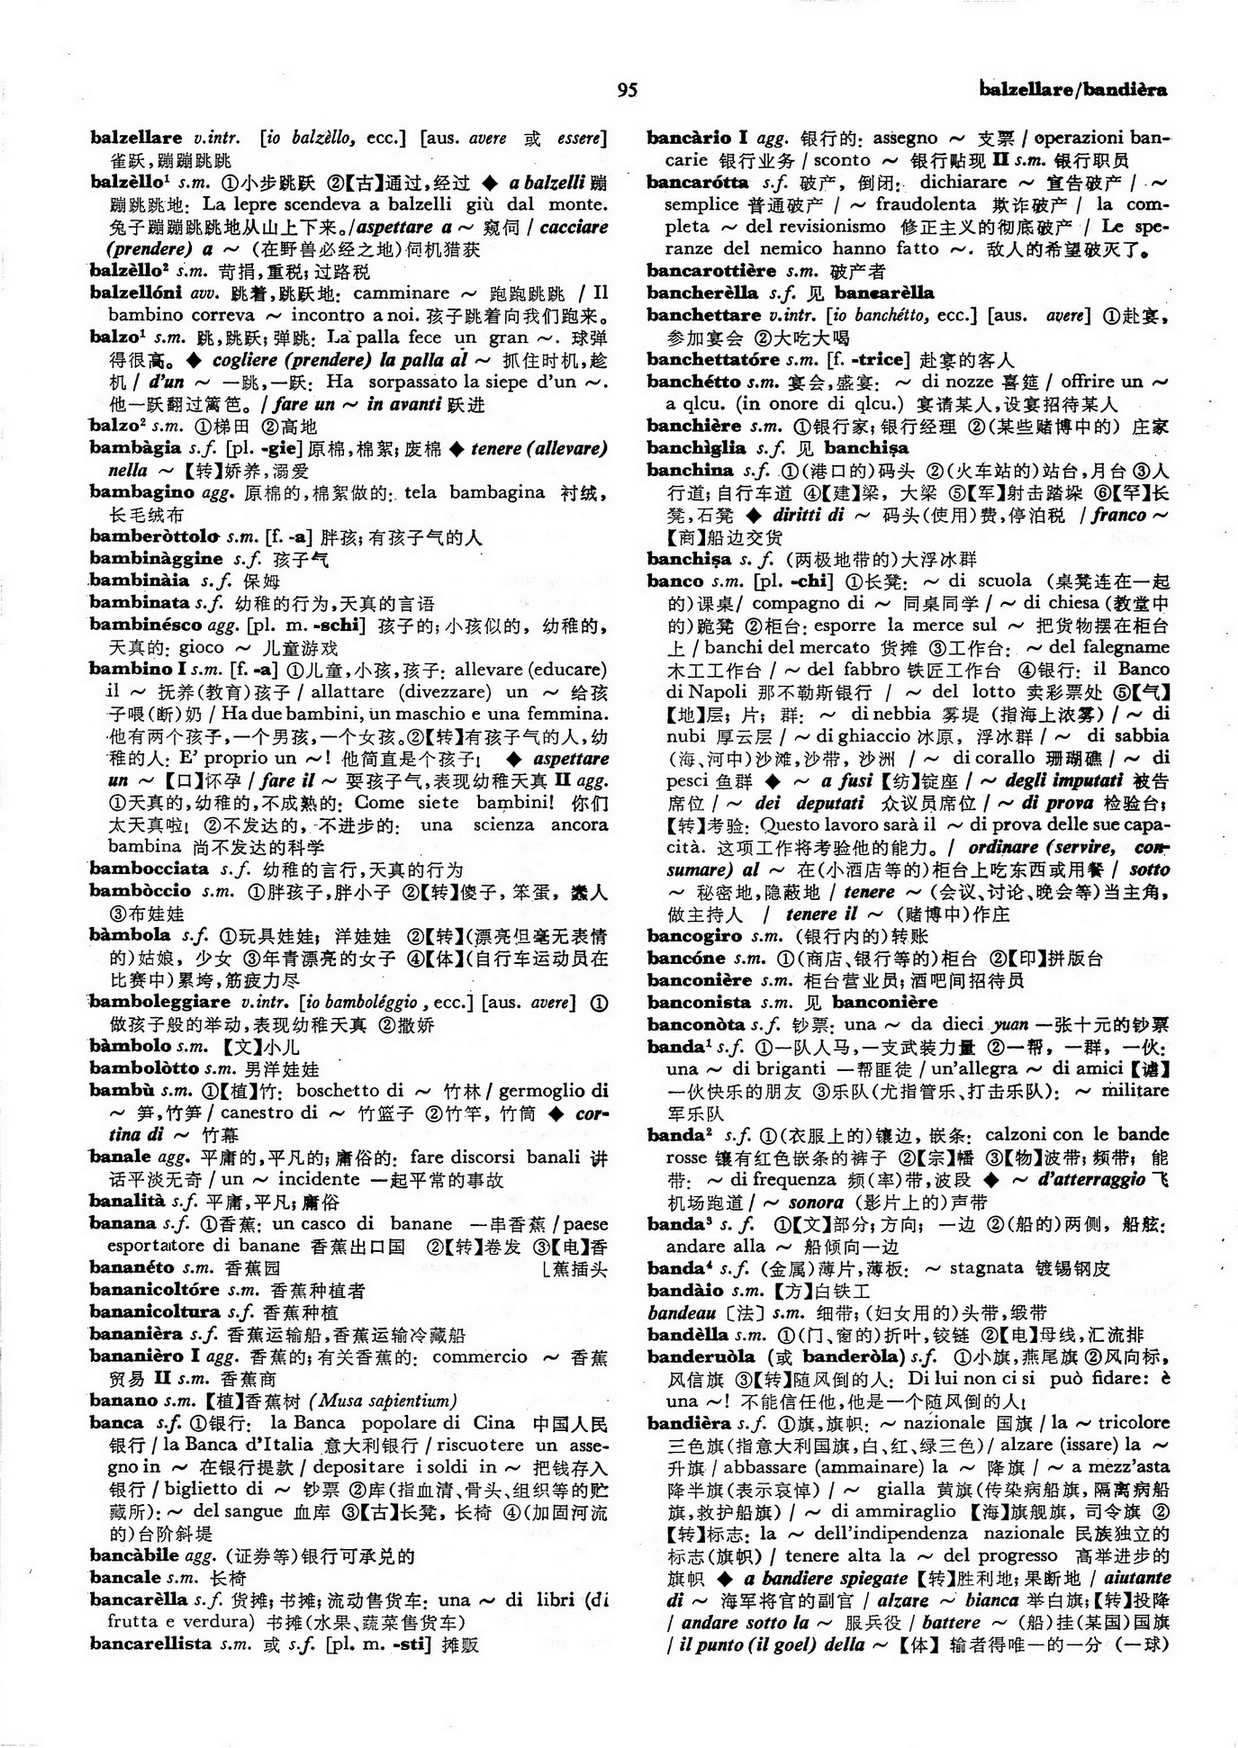 95
balzellare/bandièra
balzellare v.intr. [io balzèllo, ecc.] [aus. avere 或 essere]
雀跃,蹦蹦跳跳
balzèllo¹ s.m. ①小步跳跃 ②【古】通过,经过 ◆ a balzelli 蹦
蹦跳跳地: La lepre scendeva a balzelli giù dal monte.
兔子蹦蹦跳跳地从山上下来。/aspettare a ~ 窥伺 / cacciare
(prendere) a ~ (在野兽必经之地)伺机猎获
balzèllo² s.m. 苛捐,重税;过路税
balzellóni avv. 跳着,跳跃地: camminare ~ 跑跑跳跳 / Il
bambino correva ~ incontro a noi. 孩子跳着向我们跑来。
balzo¹ s.m. 跳,跳跃;弹跳: La palla fece un gran ~. 球弹
得很高。 ◆ cogliere (prendere) la palla al ~ 抓住时机,趁
机 / d'un ~ 一跳,一跃: Ha sorpassato la siepe d'un ~.
他一跃翻过篱笆。 / fare un ~ in avanti 跃进
balzo² s.m. ①梯田 ②高地
bambàgia s.f. [pl. -gie] 原棉,棉絮;废棉 ◆ tenere (allevare)
nella ~ 【转】娇养,溺爱
bambagino agg. 原棉的,棉絮做的: tela bambagina 衬绒,
长毛绒布
bamberòttolo s.m. [f. -a] 胖孩;有孩子气的人
bambinàggine s.f. 孩子气
bambinàia s.f. 保姆
bambinata s.f. 幼稚的行为,天真的言语
bambinésco agg. [pl. m. -schi] 孩子的;小孩似的, 幼稚的,
天真的: gioco ~ 儿童游戏
bambino I s.m. [f. -a] ①儿童,小孩,孩子: allevare (educare)
il ~ 抚养(教育)孩子 / allattare (divezzare) un ~ 给孩
子喂(断)奶 / Ha due bambini, un maschio e una femmina.
他有两个孩子,一个男孩,一个女孩。②【转】有孩子气的人,幼
稚的人: E' proprio un ~! 他简直是个孩子! ◆ aspettare
un ~ 【口】怀孕 / fare il ~ 耍孩子气,表现幼稚天真 II agg.
①天真的,幼稚的,不成熟的: Come siete bambini! 你们
太天真啦! ②不发达的, 不进步的: una scienza ancora
bambina 尚不发达的科学
bambocciata s.f. 幼稚的言行,天真的行为
bambòccio s.m. ①胖孩子,胖小子 ②【转】傻子,笨蛋, 蠢人
③布娃娃
bàmbola s.f. ①玩具娃娃; 洋娃娃 ②【转】(漂亮但毫无表情
的)姑娘, 少女 ③年青漂亮的女子 ④【体】(自行车运动员在
比赛中)累垮,筋疲力尽
bamboleggiare v.intr. [io bamboléggio, ecc.] [aus. avere] ①
做孩子般的举动,表现幼稚天真 ②撒娇
bàmbolo s.m. 【文】小儿
bambolòtto s.m. 男洋娃娃
bambù s.m. ①【植】竹: boschetto di ~ 竹林 / germoglio di
~ 笋,竹笋 / canestro di ~ 竹篮子 ②竹竿, 竹筒 ◆ cor-
tina di ~ 竹幕
banale agg. 平庸的,平凡的;庸俗的: fare discorsi banali 讲
话平淡无奇 / un ~ incidente 一起平常的事故
banalità s.f. 平庸,平凡;庸俗
banana s.f. ①香蕉: un casco di banane 一串香蕉 / paese
esportatore di banane 香蕉出口国 ②【转】卷发 ③【电】香
bananéto s.m. 香蕉园 ⌊蕉插头
bananicoltóre s.m. 香蕉种植者
bananicoltura s.f. 香蕉种植
bananièra s.f. 香蕉运输船,香蕉运输冷藏船
bananièro I agg. 香蕉的;有关香蕉的: commercio ~ 香蕉
贸易 II s.m. 香蕉商
banano s.m. 【植】香蕉树 (Musa sapientium)
banca s.f. ①银行: la Banca popolare di Cina 中国人民
银行 / la Banca d'Italia 意大利银行 / riscuotere un asse-
gno in ~ 在银行提款 / depositare i soldi in ~ 把钱存入
银行 / biglietto di ~ 钞票 ②库(指血清、骨头、组织等的贮
藏所): ~ del sangue 血库 ③【古】长凳, 长椅 ④(加固河流
的)台阶斜堤
bancàbile agg. (证券等)银行可承兑的
bancale s.m. 长椅
bancarèlla s.f. 货摊;书摊;流动售货车: una ~ di libri (di
frutta e verdura) 书摊(水果、蔬菜售货车)
bancarellista s.m. 或 s.f. [pl. m. -sti] 摊贩
bancàrio I agg. 银行的: assegno ~ 支票 / operazioni ban-
carie 银行业务 / sconto ~ 银行贴现 II s.m. 银行职员
bancarótta s.f. 破产, 倒闭: dichiarare ~ 宣告破产 / ~
semplice 普通破产 / ~ fraudolenta 欺诈破产 / la com-
pleta ~ del revisionismo 修正主义的彻底破产 / Le spe-
ranze del nemico hanno fatto ~. 敌人的希望破灭了。
bancarottière s.m. 破产者
bancherèlla s.f. 见 bancarèlla
banchettare v.intr. [io banchétto, ecc.] [aus. avere] ①赴宴,
参加宴会 ②大吃大喝
banchettatóre s.m. [f. -trice] 赴宴的客人
banchétto s.m. 宴会,盛宴: ~ di nozze 喜筵 / offrire un ~
a qlcu. (in onore di qlcu.) 宴请某人,设宴招待某人
banchière s.m. ①银行家;银行经理 ②(某些赌博中的) 庄家
banchìglia s.f. 见 banchiṣa
banchina s.f. ①(港口的)码头 ②(火车站的)站台,月台 ③人
行道;自行车道 ④【建】梁, 大梁 ⑤【军】射击踏垛 ⑥【罕】长
凳,石凳 ◆ diritti di ~ 码头(使用)费,停泊税 / franco ~
【商】船边交货
banchiṣa s.f. (两极地带的)大浮冰群
banco s.m. [pl. -chi] ①长凳: ~ di scuola (桌凳连在一起
的)课桌/ compagno di ~ 同桌同学 / ~ di chiesa (教堂中
的)跪凳 ②柜台: esporre la merce sul ~ 把货物摆在柜台
上 / banchi del mercato 货摊 ③工作台: ~ del falegname
木工工作台 / ~ del fabbro 铁匠工作台 ④银行: il Banco
di Napoli 那不勒斯银行 / ~ del lotto 卖彩票处 ⑤【气】
【地】层; 片; 群: ~ di nebbia 雾堤 (指海上浓雾) / ~ di
nubi 厚云层 / ~ di ghiaccio 冰原, 浮冰群 / ~ di sabbia
(海、河中)沙滩,沙带, 沙洲 / ~ di corallo 珊瑚礁 / ~ di
pesci 鱼群 ◆ ~ a fusi 【纺】锭座 / ~ degli imputati 被告
席位 / ~ dei deputati 众议员席位 / ~ di prova 检验台;
【转】考验: Questo lavoro sarà il ~ di prova delle sue capa-
cità. 这项工作将考验他的能力。 / ordinare (servire, con-
sumare) al ~ 在(小酒店等的)柜台上吃东西或用餐 / sotto
~ 秘密地,隐蔽地 / tenere ~ (会议、讨论、晚会等)当主角,
做主持人 / tenere il ~ (赌博中)作庄
bancogiro s.m. (银行内的)转账
bancóne s.m. ①(商店、银行等的)柜台 ②【印】拼版台
banconière s.m. 柜台营业员;酒吧间招待员
banconista s.m. 见 banconière
banconòta s.f. 钞票: una ~ da dieci yuan 一张十元的钞票
banda¹ s.f. ①一队人马,一支武装力量 ②一帮, 一群, 一伙:
una ~ di briganti 一帮匪徒 / un'allegra ~ di amici 【谑】
一伙快乐的朋友 ③乐队(尤指管乐、打击乐队): ~ militare
军乐队
banda² s.f. ①(衣服上的)镶边, 嵌条: calzoni con le bande
rosse 镶有红色嵌条的裤子 ②【宗】幡 ③【物】波带;频带; 能
带: ~ di frequenza 频(率)带,波段 ◆ ~ d'atterraggio 飞
机场跑道 / ~ sonora (影片上的)声带
banda³ s.f. ①【文】部分;方向; 一边 ②(船的)两侧, 船舷:
andare alla ~ 船倾向一边
banda⁴ s.f. (金属)薄片,薄板: ~ stagnata 镀锡钢皮
bandàio s.m. 【方】白铁工
bandeau 〔法〕 s.m. 细带;(妇女用的)头带,缎带
bandèlla s.m. ①(门、窗的)折叶,铰链 ②【电】母线,汇流排
banderuòla (或 banderòla) s.f. ①小旗,燕尾旗 ②风向标,
风信旗 ③【转】随风倒的人: Di lui non ci si può fidare: è
una ~! 不能信任他,他是一个随风倒的人!
bandièra s.f. ①旗,旗帜: ~ nazionale 国旗 / la ~ tricolore
三色旗(指意大利国旗,白、红、绿三色) / alzare (issare) la ~
升旗 / abbassare (ammainare) la ~ 降旗 / ~ a mezz'asta
降半旗(表示哀悼) / ~ gialla 黄旗(传染病船旗,隔离病船
旗,救护船旗) / ~ di ammiraglio 【海】旗舰旗, 司令旗 ②
【转】标志: la ~ dell'indipendenza nazionale 民族独立的
标志(旗帜) / tenere alta la ~ del progresso 高举进步的
旗帜 ◆ a bandiere spiegate 【转】胜利地;果断地 / aiutante
di ~ 海军将官的副官 / alzare ~ bianca 举白旗;【转】投降
/ andare sotto la ~ 服兵役 / battere ~ (船)挂(某国)国旗
/ il punto (il goel) della ~ 【体】 输者得唯一的一分 (一球)